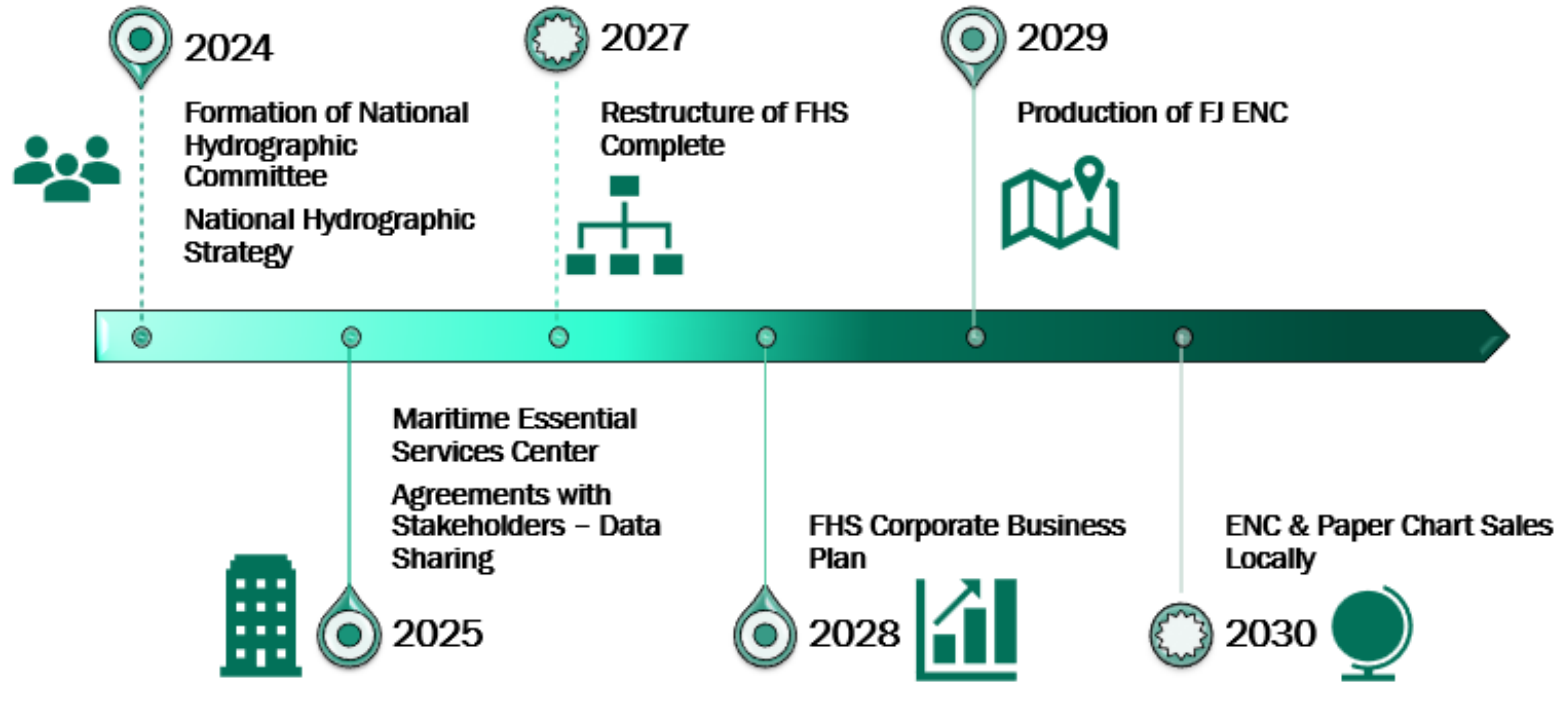 2024
Formation of National
Hydrographic
Committee
National Hydrographic
Strategy
2027
Restructure of FHS
Complete
2029
Production of FJ ENC
Maritime Essential
Services Center
Agreements with
Stakeholders – Data
Sharing
2025
FHS Corporate Business
Plan
2028
ENC & Paper Chart Sales
Locally
2030